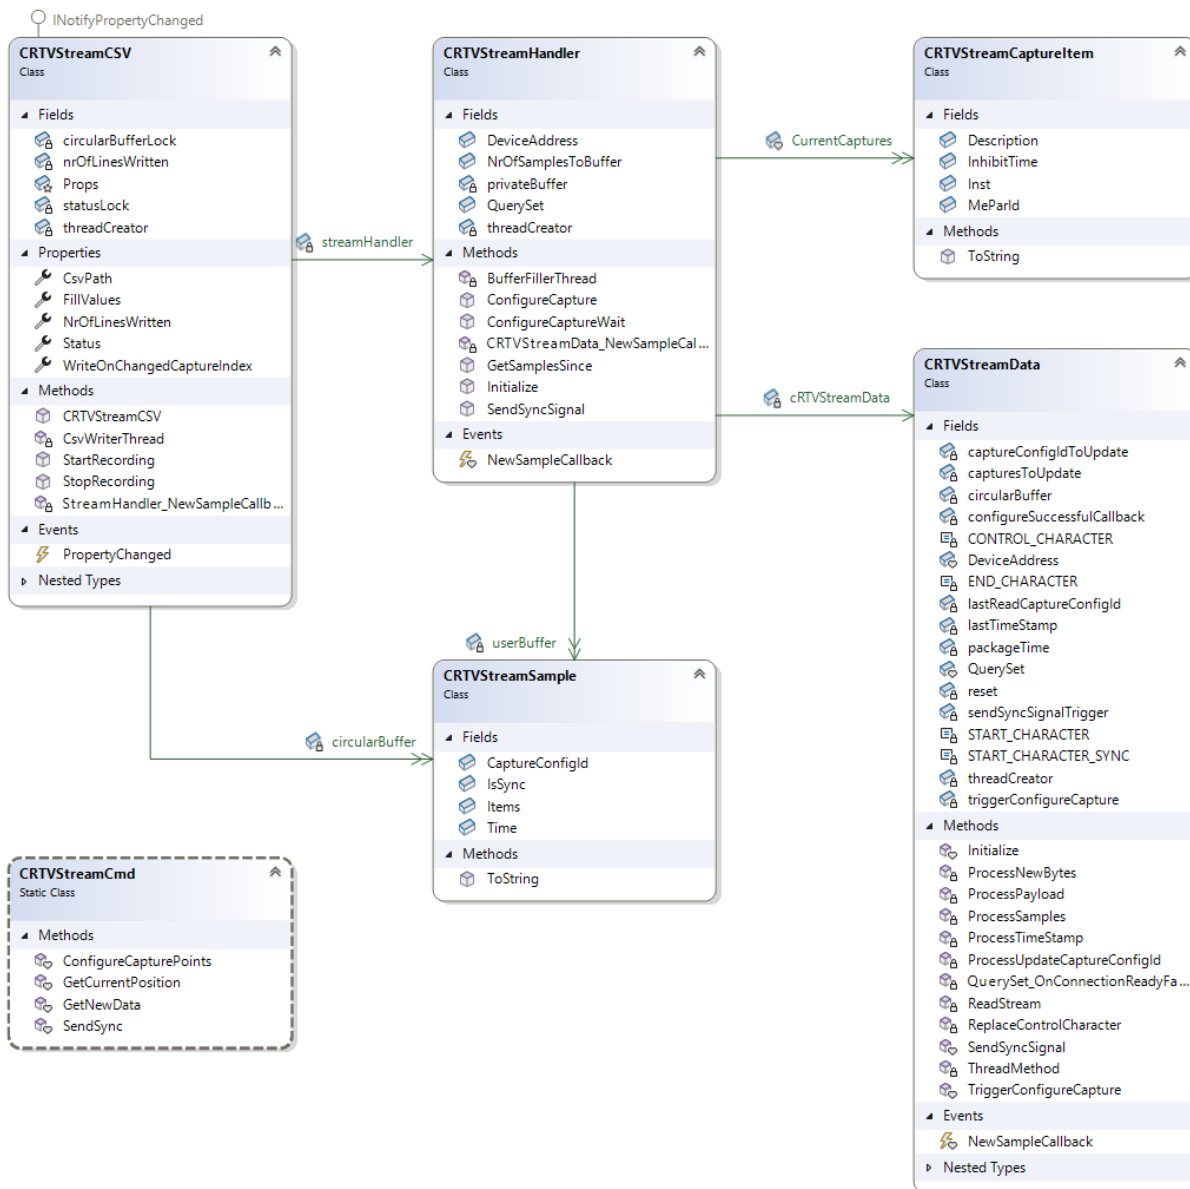 INotifyPropertyChanged
CRTVStreamCSV
Class
Fields
circularBufferLock
nrOfLinesWritten
Props
statusLock
threadCreator
Properties
CsvPath
FillValues
NrOfLinesWritten
Status
WriteOnChangedCaptureIndex
Methods
CRTVStreamCSV
CsvWriterThread
StartRecording
StopRecording
StreamHandler_NewSampleCallb...
Events
PropertyChanged
Nested Types
streamHandler
CRTVStreamHandler
Class
Fields
DeviceAddress
NrOfSamplesToBuffer
privateBuffer
QuerySet
threadCreator
Methods
BufferFillerThread
ConfigureCapture
ConfigureCaptureWait
CRTVStreamData_NewSampleCal...
GetSamplesSince
Initialize
SendSyncSignal
Events
NewSampleCallback
CurrentCaptures
CRTVStreamCaptureItem
Class
Fields
Description
InhibitTime
Inst
MeParId
Methods
ToString
cRTVStreamData
CRTVStreamData
Class
Fields
captureConfigIdToUpdate
capturesToUpdate
circularBuffer
configureSuccessfulCallback
CONTROL_CHARACTER
DeviceAddress
END_CHARACTER
lastReadCaptureConfigId
lastTimeStamp
packageTime
QuerySet
reset
sendSyncSignalTrigger
START_CHARACTER
START_CHARACTER_SYNC
threadCreator
triggerConfigureCapture
Methods
Initialize
ProcessNewBytes
ProcessPayload
ProcessSamples
ProcessTimeStamp
ProcessUpdateCaptureConfigId
QuerySet_OnConnectionReadyFa...
ReadStream
ReplaceControlCharacter
SendSyncSignal
ThreadMethod
TriggerConfigureCapture
Events
NewSampleCallback
Nested Types
userBuffer
circularBuffer
CRTVStreamSample
Class
Fields
CaptureConfigId
IsSync
Items
Time
Methods
ToString
CRTVStreamCmd
Static Class
Methods
ConfigureCapturePoints
GetCurrentPosition
GetNewData
SendSync